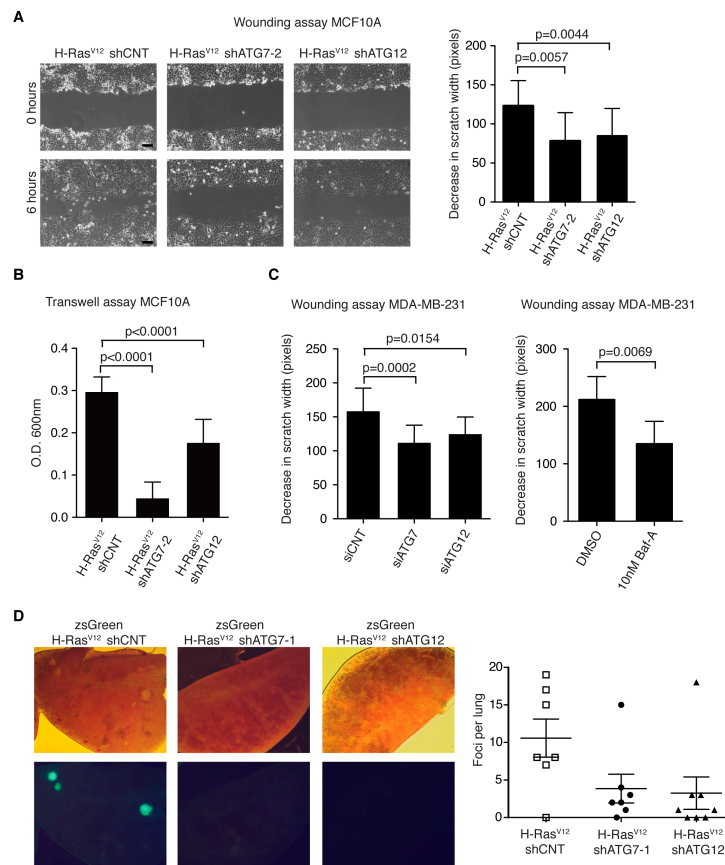 A
Wounding assay MCF10A
H-RasV12 shCNT
H-RasV12 shATG7-2
H-RasV12 shATG12
0 hours
6 hours
Decrease in scratch width (pixels)
200
150
100
50
0
p=0.0044
p=0.0057
H-RasV12
shCNT
H-RasV12
shATG7-2
H-RasV12
shATG12
B
Transwell assay MCF10A
O.D. 600nm
0.4
0.3
0.2
0.1
0.0
p<0.0001
p<0.0001
H-RasV12
shCNT
H-RasV12
shATG7-2
H-RasV12
shATG12
C
Wounding assay MDA-MB-231
Decrease in scratch width (pixels)
250
200
150
100
50
0
p=0.0154
p=0.0002
siCNT
siATG7
siATG12
Wounding assay MDA-MB-231
Decrease in scratch width (pixels)
300
200
300
0
p=0.0069
DMSO
10nM Baf-A
D
zsGreen
H-RasV12 shCNT
zsGreen
H-RasV12 shATG7-1
zsGreen
H-RasV12 shATG12
Foci per lung
20
15
10
5
0
H-RasV12
shCNT
H-RasV12
shATG7-1
H-RasV12
shATG12